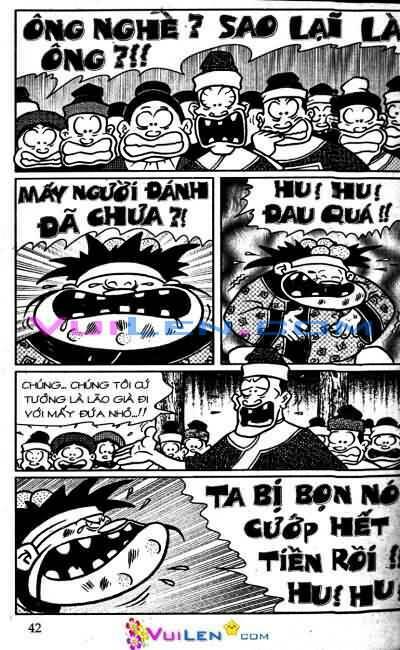 ÔNG NGHÈ? SAO LẠI LÀ
ÔNG?!!
MẤY NGƯỜI ĐÁNH
ĐÃ CHƯA?!
HU! HU!
ĐAU QUÁ!!
VUILEN.COM
CHÚNG... CHÚNG TÔI CỨ
TƯỞNG LÀ LÃO GIÀ ĐI
VỚI MẤY ĐỨA NHỎ...!!
TA BỊ BỌN NÓ
CƯỚP HẾT
TIỀN RỒI!!
HU! HU!
42
VUILEN.COM